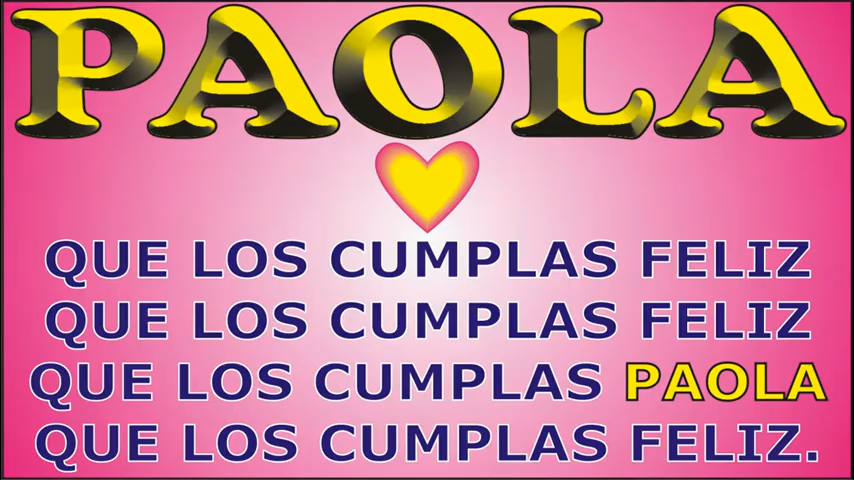 PAOLA
QUE LOS CUMPLAS FELIZ
QUE LOS CUMPLAS FELIZ
QUE LOS CUMPLAS PAOLA
QUE LOS CUMPLAS FELIZ.